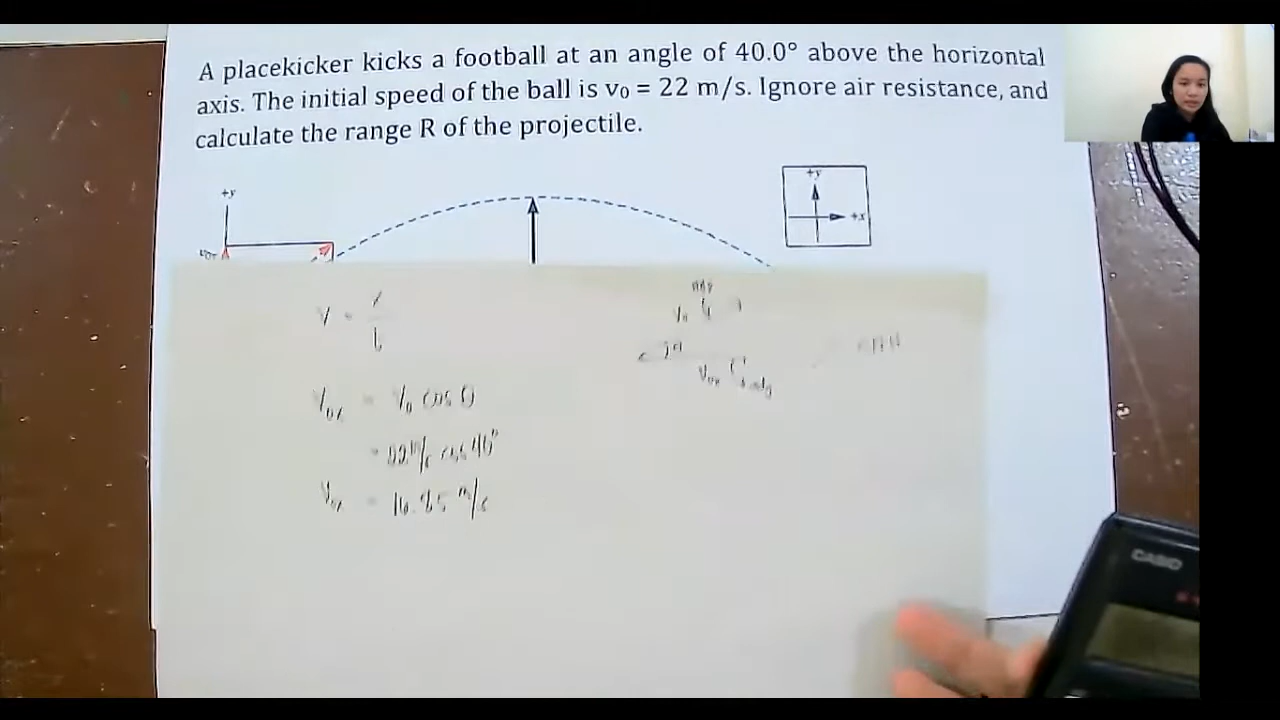 A placekicker kicks a football at an angle of 40.0° above the horizontal
axis. The initial speed of the ball is v₀ = 22 m/s. Ignore air resistance, and
calculate the range R of the projectile.
+y
+y
+x
V =
V₀ₓ = V₀ cos θ
= 22 m/s cos 40°
V₀ₓ = 16.85 m/s
CASIO